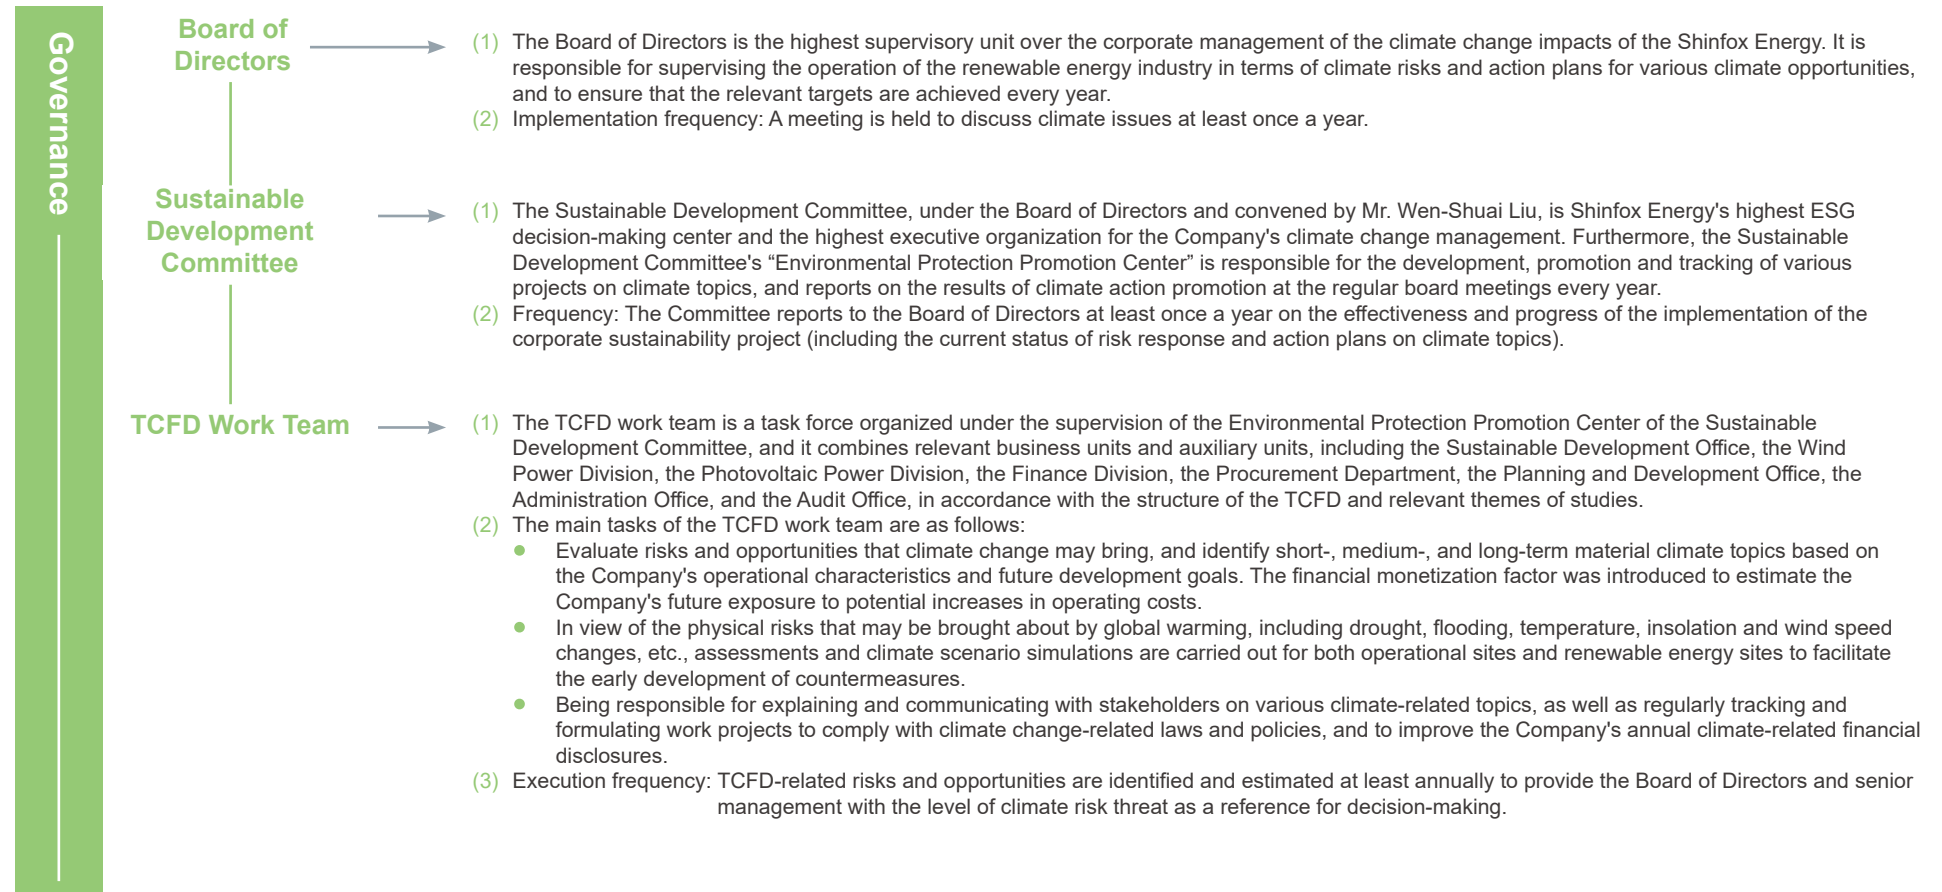 Governance
Board of
Directors
(1) The Board of Directors is the highest supervisory unit over the corporate management of the climate change impacts of the Shinfox Energy. It is
responsible for supervising the operation of the renewable energy industry in terms of climate risks and action plans for various climate opportunities,
and to ensure that the relevant targets are achieved every year.
(2) Implementation frequency: A meeting is held to discuss climate issues at least once a year.
Sustainable
Development
Committee
(1) The Sustainable Development Committee, under the Board of Directors and convened by Mr. Wen-Shuai Liu, is Shinfox Energy's highest ESG
decision-making center and the highest executive organization for the Company's climate change management. Furthermore, the Sustainable
Development Committee's “Environmental Protection Promotion Center” is responsible for the development, promotion and tracking of various
projects on climate topics, and reports on the results of climate action promotion at the regular board meetings every year.
(2) Frequency: The Committee reports to the Board of Directors at least once a year on the effectiveness and progress of the implementation of the
corporate sustainability project (including the current status of risk response and action plans on climate topics).
TCFD Work Team
(1) The TCFD work team is a task force organized under the supervision of the Environmental Protection Promotion Center of the Sustainable
Development Committee, and it combines relevant business units and auxiliary units, including the Sustainable Development Office, the Wind
Power Division, the Photovoltaic Power Division, the Finance Division, the Procurement Department, the Planning and Development Office, the
Administration Office, and the Audit Office, in accordance with the structure of the TCFD and relevant themes of studies.
(2) The main tasks of the TCFD work team are as follows:
● Evaluate risks and opportunities that climate change may bring, and identify short-, medium-, and long-term material climate topics based on
the Company's operational characteristics and future development goals. The financial monetization factor was introduced to estimate the
Company's future exposure to potential increases in operating costs.
● In view of the physical risks that may be brought about by global warming, including drought, flooding, temperature, insolation and wind speed
changes, etc., assessments and climate scenario simulations are carried out for both operational sites and renewable energy sites to facilitate
the early development of countermeasures.
● Being responsible for explaining and communicating with stakeholders on various climate-related topics, as well as regularly tracking and
formulating work projects to comply with climate change-related laws and policies, and to improve the Company's annual climate-related financial
disclosures.
(3) Execution frequency: TCFD-related risks and opportunities are identified and estimated at least annually to provide the Board of Directors and senior
management with the level of climate risk threat as a reference for decision-making.